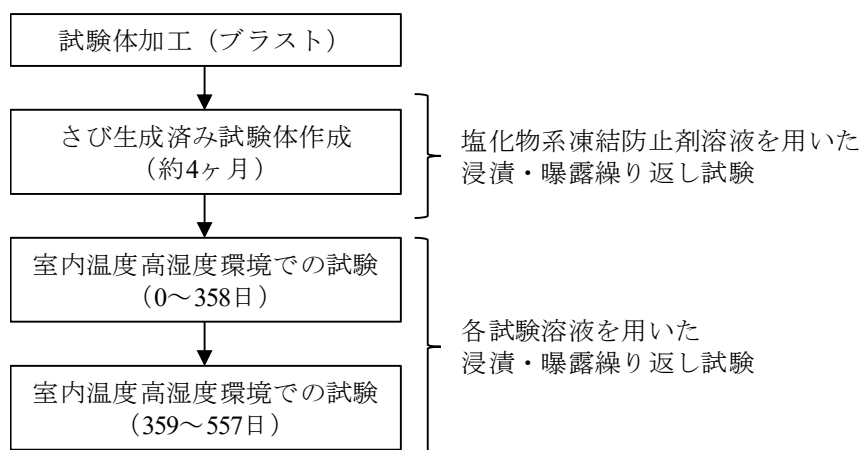 試験体加工（ブラスト）
さび生成済み試験体作成
（約4ヶ月）
塩化物系凍結防止剤溶液を用いた
浸漬・曝露繰り返し試験
室内温度高湿度環境での試験
（0～358日）
各試験溶液を用いた
浸漬・曝露繰り返し試験
室内温度高湿度環境での試験
（359～557日）